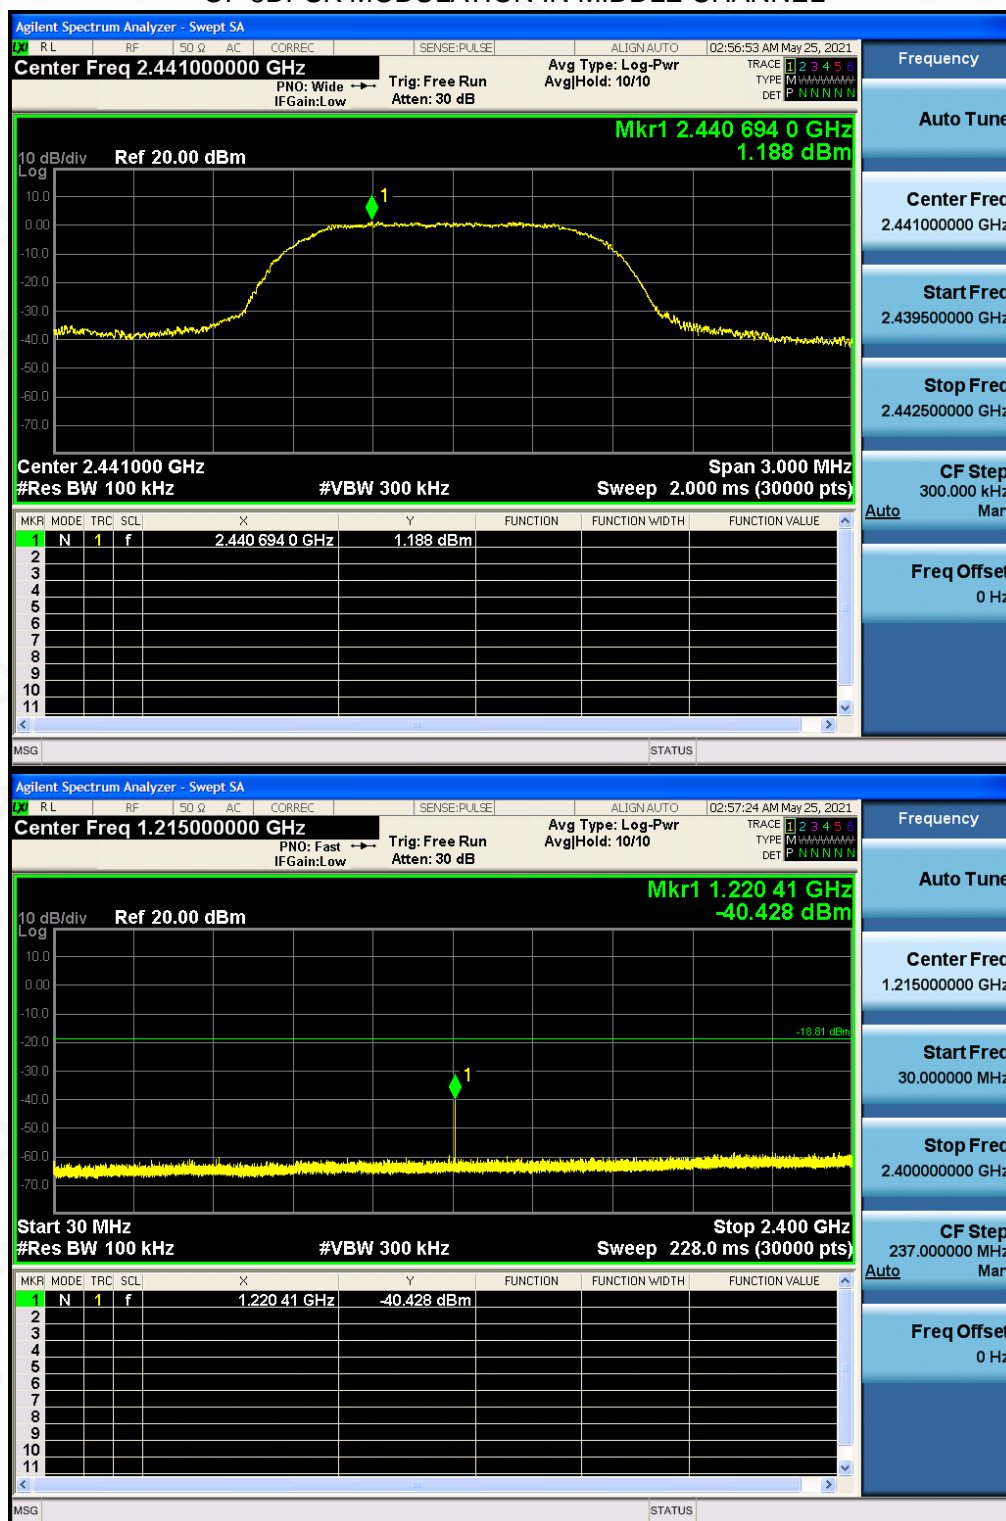 OF 8DPSK MODULATION IN MIDDLE CHANNEL
Agilent Spectrum Analyzer - Swept SA
LXI RL RF 50 Ω AC CORREC SENSE:PULSE ALIGN AUTO 02:56:53 AM May 25, 2021
Center Freq 2.441000000 GHz
PNO: Wide
IFGain:Low
Trig: Free Run
Atten: 30 dB
Avg Type: Log-Pwr
Avg|Hold: 10/10
TRACE 1 2 3 4 5 6
TYPE M
DET P N N N N N
Mkr1 2.440 694 0 GHz
1.188 dBm
10 dB/div Ref 20.00 dBm
Log
10.0
1
0.00
-10.0
-20.0
-30.0
-40.0
-50.0
-60.0
-70.0
Center 2.441000 GHz Span 3.000 MHz
#Res BW 100 kHz #VBW 300 kHz Sweep 2.000 ms (30000 pts)
MKR MODE TRC SCL X Y FUNCTION FUNCTION WIDTH FUNCTION VALUE
1 N 1 f 2.440 694 0 GHz 1.188 dBm
2
3
4
5
6
7
8
9
10
11
MSG STATUS
Frequency
Auto Tune
Center Freq
2.441000000 GHz
Start Freq
2.439500000 GHz
Stop Freq
2.442500000 GHz
CF Step
300.000 kHz
Auto Man
Freq Offset
0 Hz
Agilent Spectrum Analyzer - Swept SA
LXI RL RF 50 Ω AC CORREC SENSE:PULSE ALIGN AUTO 02:57:24 AM May 25, 2021
Center Freq 1.215000000 GHz
PNO: Fast
IFGain:Low
Trig: Free Run
Atten: 30 dB
Avg Type: Log-Pwr
Avg|Hold: 10/10
TRACE 1 2 3 4 5 6
TYPE M
DET P N N N N N
Mkr1 1.220 41 GHz
-40.428 dBm
10 dB/div Ref 20.00 dBm
Log
10.0
0.00
-10.0
-18.81 dBm
-20.0
-30.0
1
-40.0
-50.0
-60.0
-70.0
Start 30 MHz Stop 2.400 GHz
#Res BW 100 kHz #VBW 300 kHz Sweep 228.0 ms (30000 pts)
MKR MODE TRC SCL X Y FUNCTION FUNCTION WIDTH FUNCTION VALUE
1 N 1 f 1.220 41 GHz -40.428 dBm
2
3
4
5
6
7
8
9
10
11
MSG STATUS
Frequency
Auto Tune
Center Freq
1.215000000 GHz
Start Freq
30.000000 MHz
Stop Freq
2.400000000 GHz
CF Step
237.000000 MHz
Auto Man
Freq Offset
0 Hz